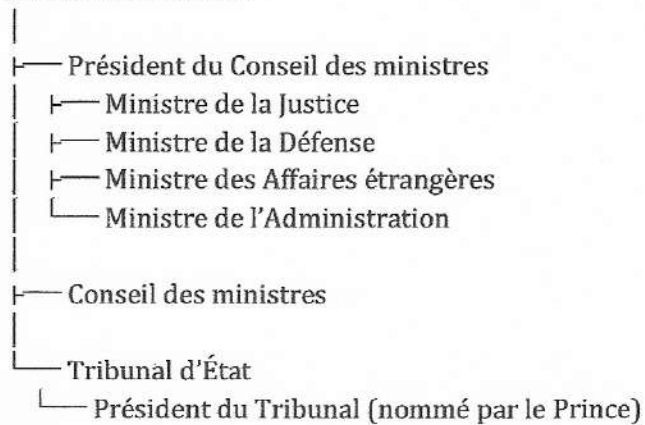 Président du Conseil des ministres
Ministre de la Justice
Ministre de la Défense
Ministre des Affaires étrangères
Ministre de l'Administration
Conseil des ministres
Tribunal d'État
Président du Tribunal (nommé par le Prince)